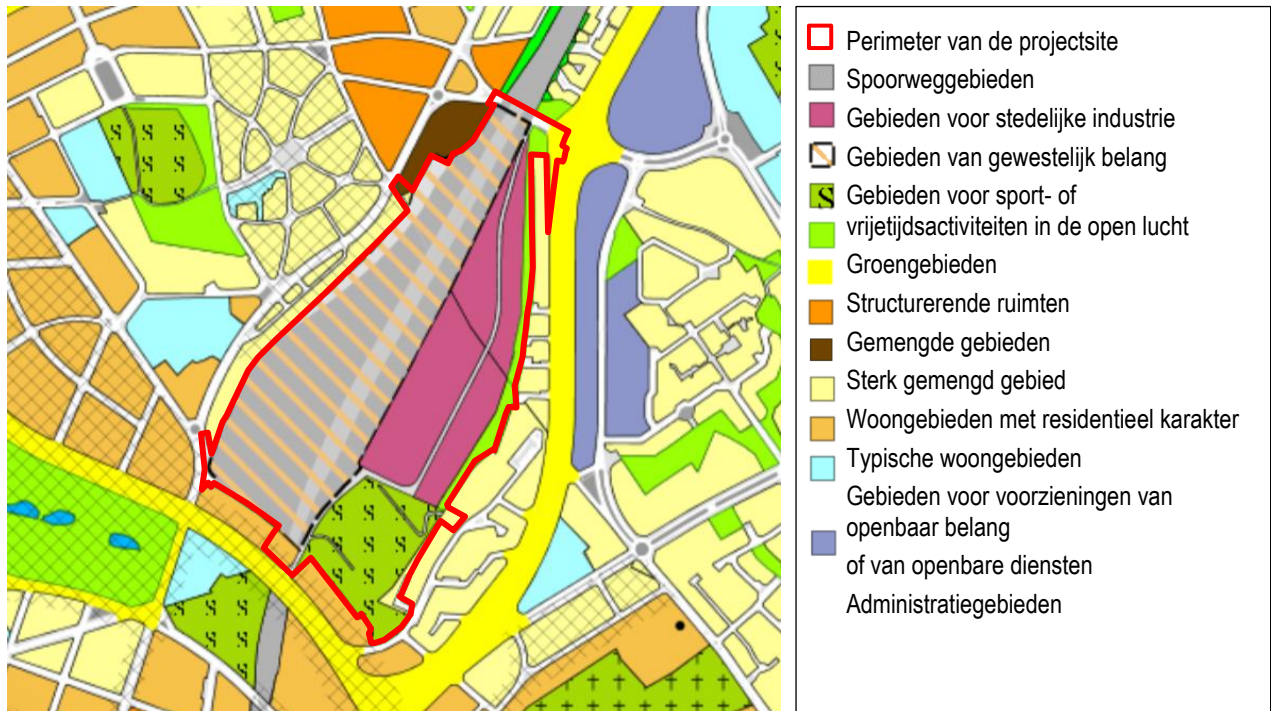 Perimeter van de projectsite
Spoorweggebieden
Gebieden voor stedelijke industrie
Gebieden van gewestelijk belang
Gebieden voor sport- of
vrijetijdsactiviteiten in de open lucht
Groengebieden
Structurerende ruimten
Gemengde gebieden
Sterk gemengd gebied
Woongebieden met residentieel karakter
Typische woongebieden
Gebieden voor voorzieningen van
openbaar belang
of van openbare diensten
Administratiegebieden